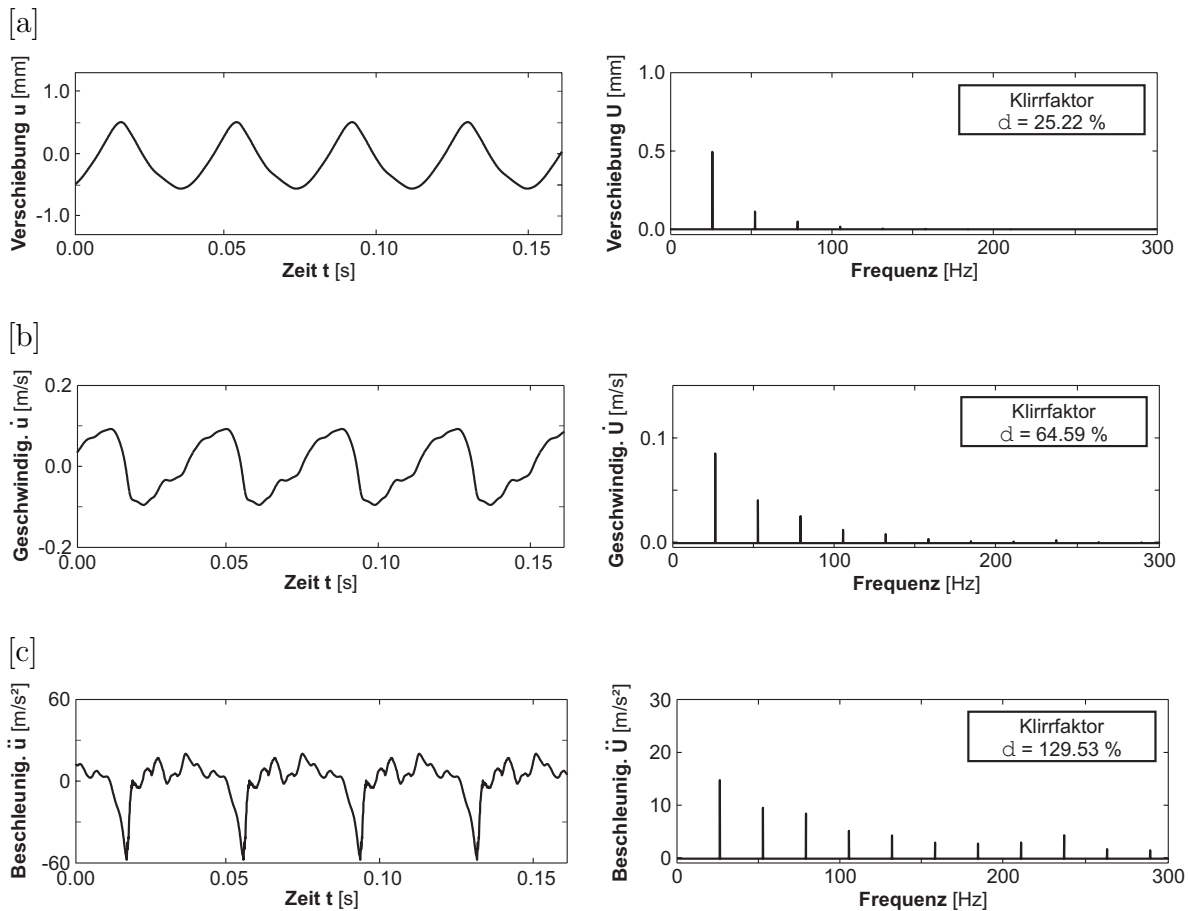 [a]
Verschiebung u [mm]
1.0
0.0
-1.0
0.00
0.05
0.10
0.15
Zeit t [s]
Verschiebung U [mm]
1.0
0.5
0.0
0
100
200
300
Frequenz [Hz]
Klirrfaktor
d = 25.22 %
[b]
Geschwindig. u̇ [m/s]
0.2
0.0
-0.2
0.00
0.05
0.10
0.15
Zeit t [s]
Geschwindig. U̇ [m/s]
0.1
0.0
0
100
200
300
Frequenz [Hz]
Klirrfaktor
d = 64.59 %
[c]
Beschleunig. ü [m/s²]
60
0
-60
0.00
0.05
0.10
0.15
Zeit t [s]
Beschleunig. Ü [m/s²]
30
20
10
0
0
100
200
300
Frequenz [Hz]
Klirrfaktor
d = 129.53 %